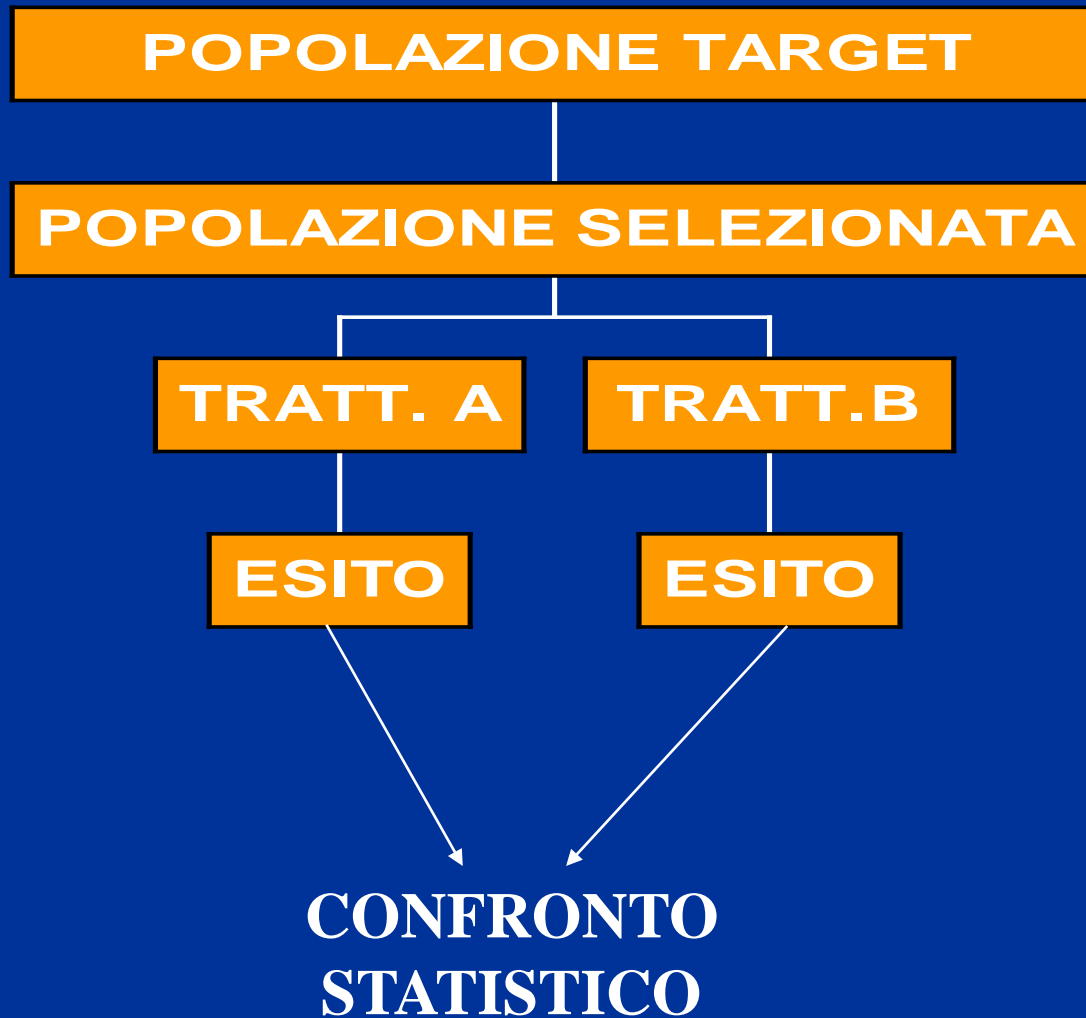 POPOLAZIONE TARGET
POPOLAZIONE SELEZIONATA
TRATT. A
TRATT.B
ESITO
ESITO
CONFRONTO
STATISTICO